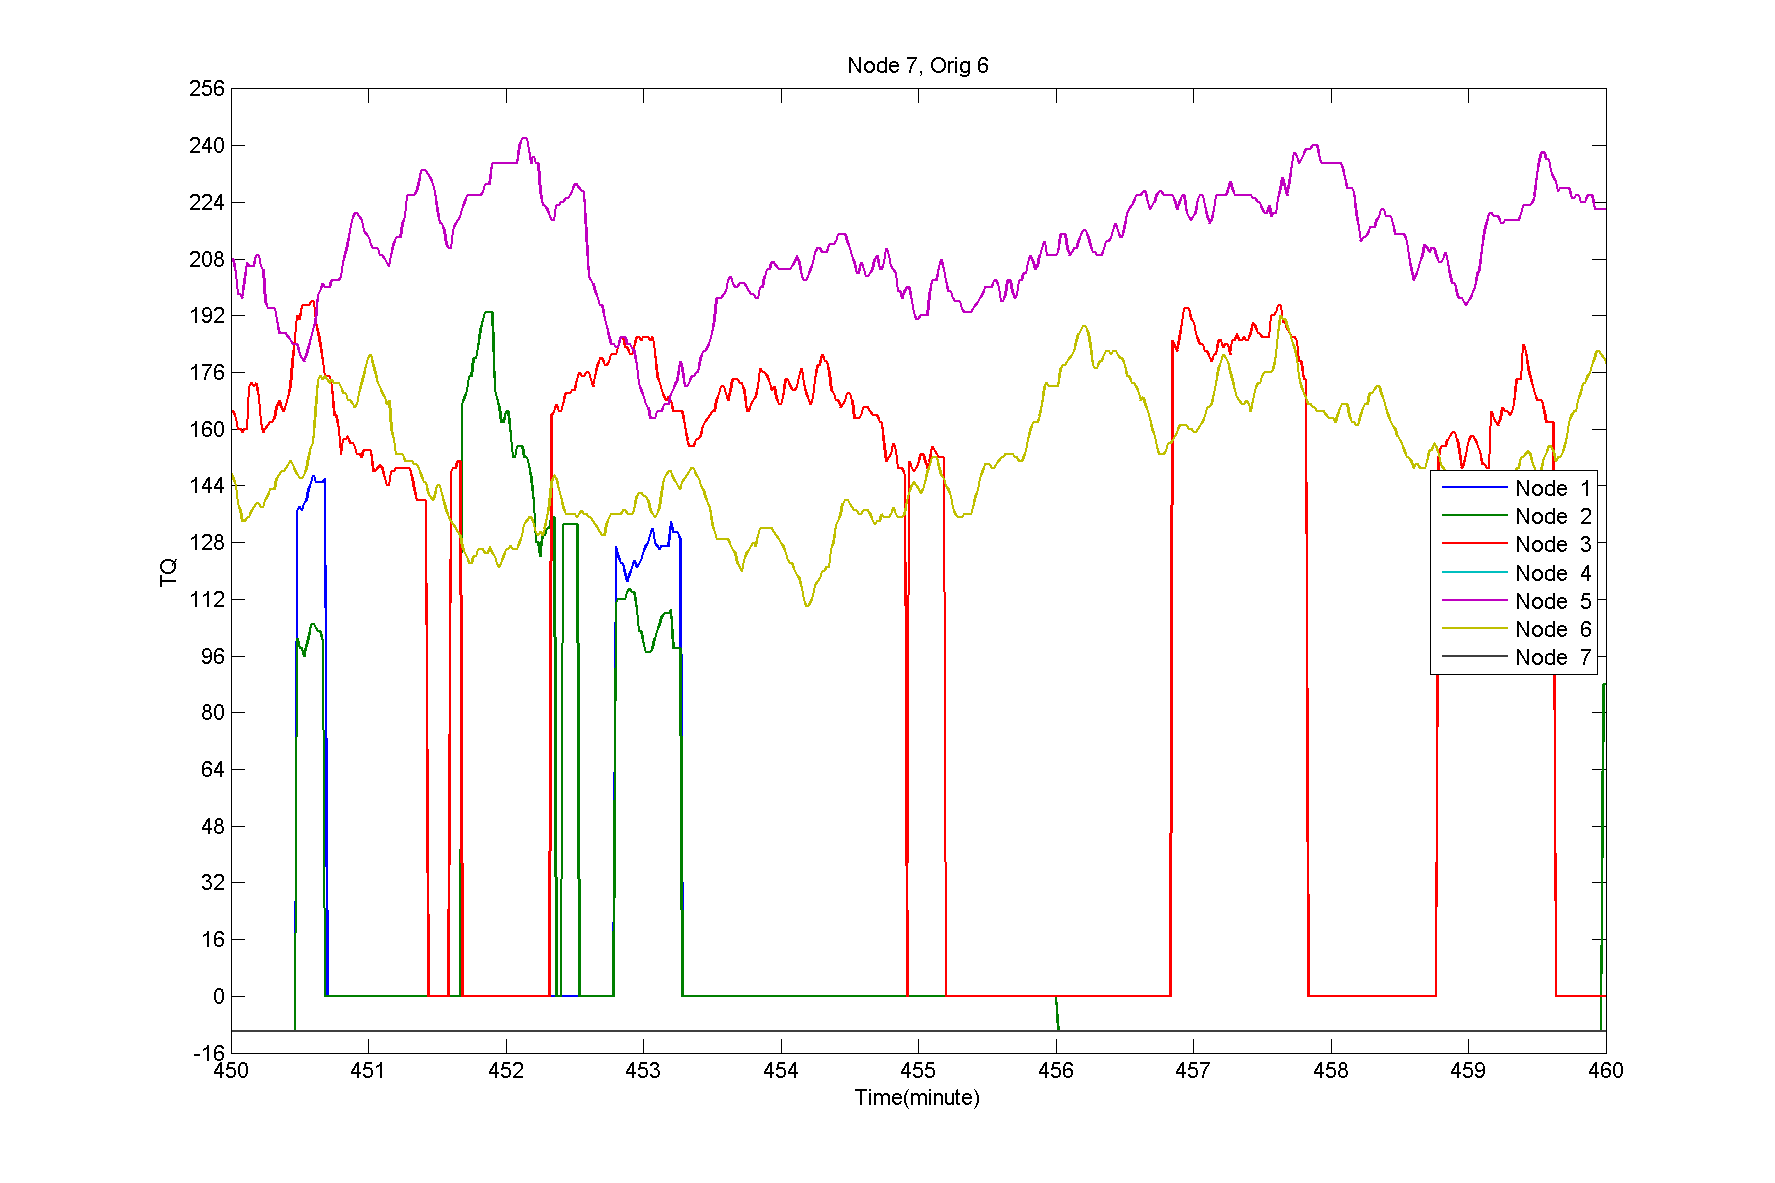 Node 7, Orig 6
256
240
224
208
192
176
160
144
128
112
96
80
64
48
32
16
0
-16
TQ
Node 1
Node 2
Node 3
Node 4
Node 5
Node 6
Node 7
450 451 452 453 454 455 456 457 458 459 460
Time(minute)